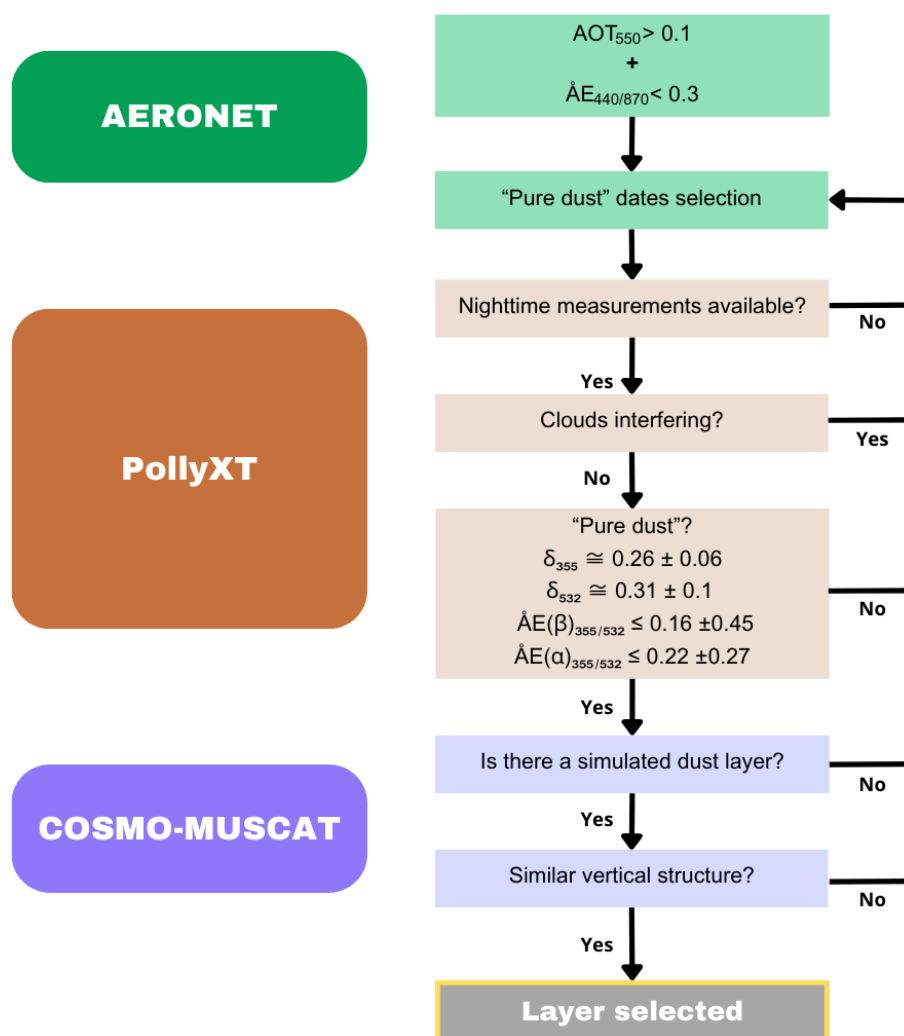 AOT₅₅₀> 0.1
+
ÅE₄₄₀/₈₇₀< 0.3
AERONET
“Pure dust” dates selection
Nighttime measurements available?
No
Yes
Clouds interfering?
Yes
No
PollyXT
“Pure dust”?
δ₃₅₅ ≅ 0.26 ± 0.06
δ₅₃₂ ≅ 0.31 ± 0.1
ÅE(β)₃₅₅/₅₃₂ ≤ 0.16 ±0.45
ÅE(α)₃₅₅/₅₃₂ ≤ 0.22 ±0.27
No
Yes
COSMO-MUSCAT
Is there a simulated dust layer?
No
Yes
Similar vertical structure?
No
Yes
Layer selected